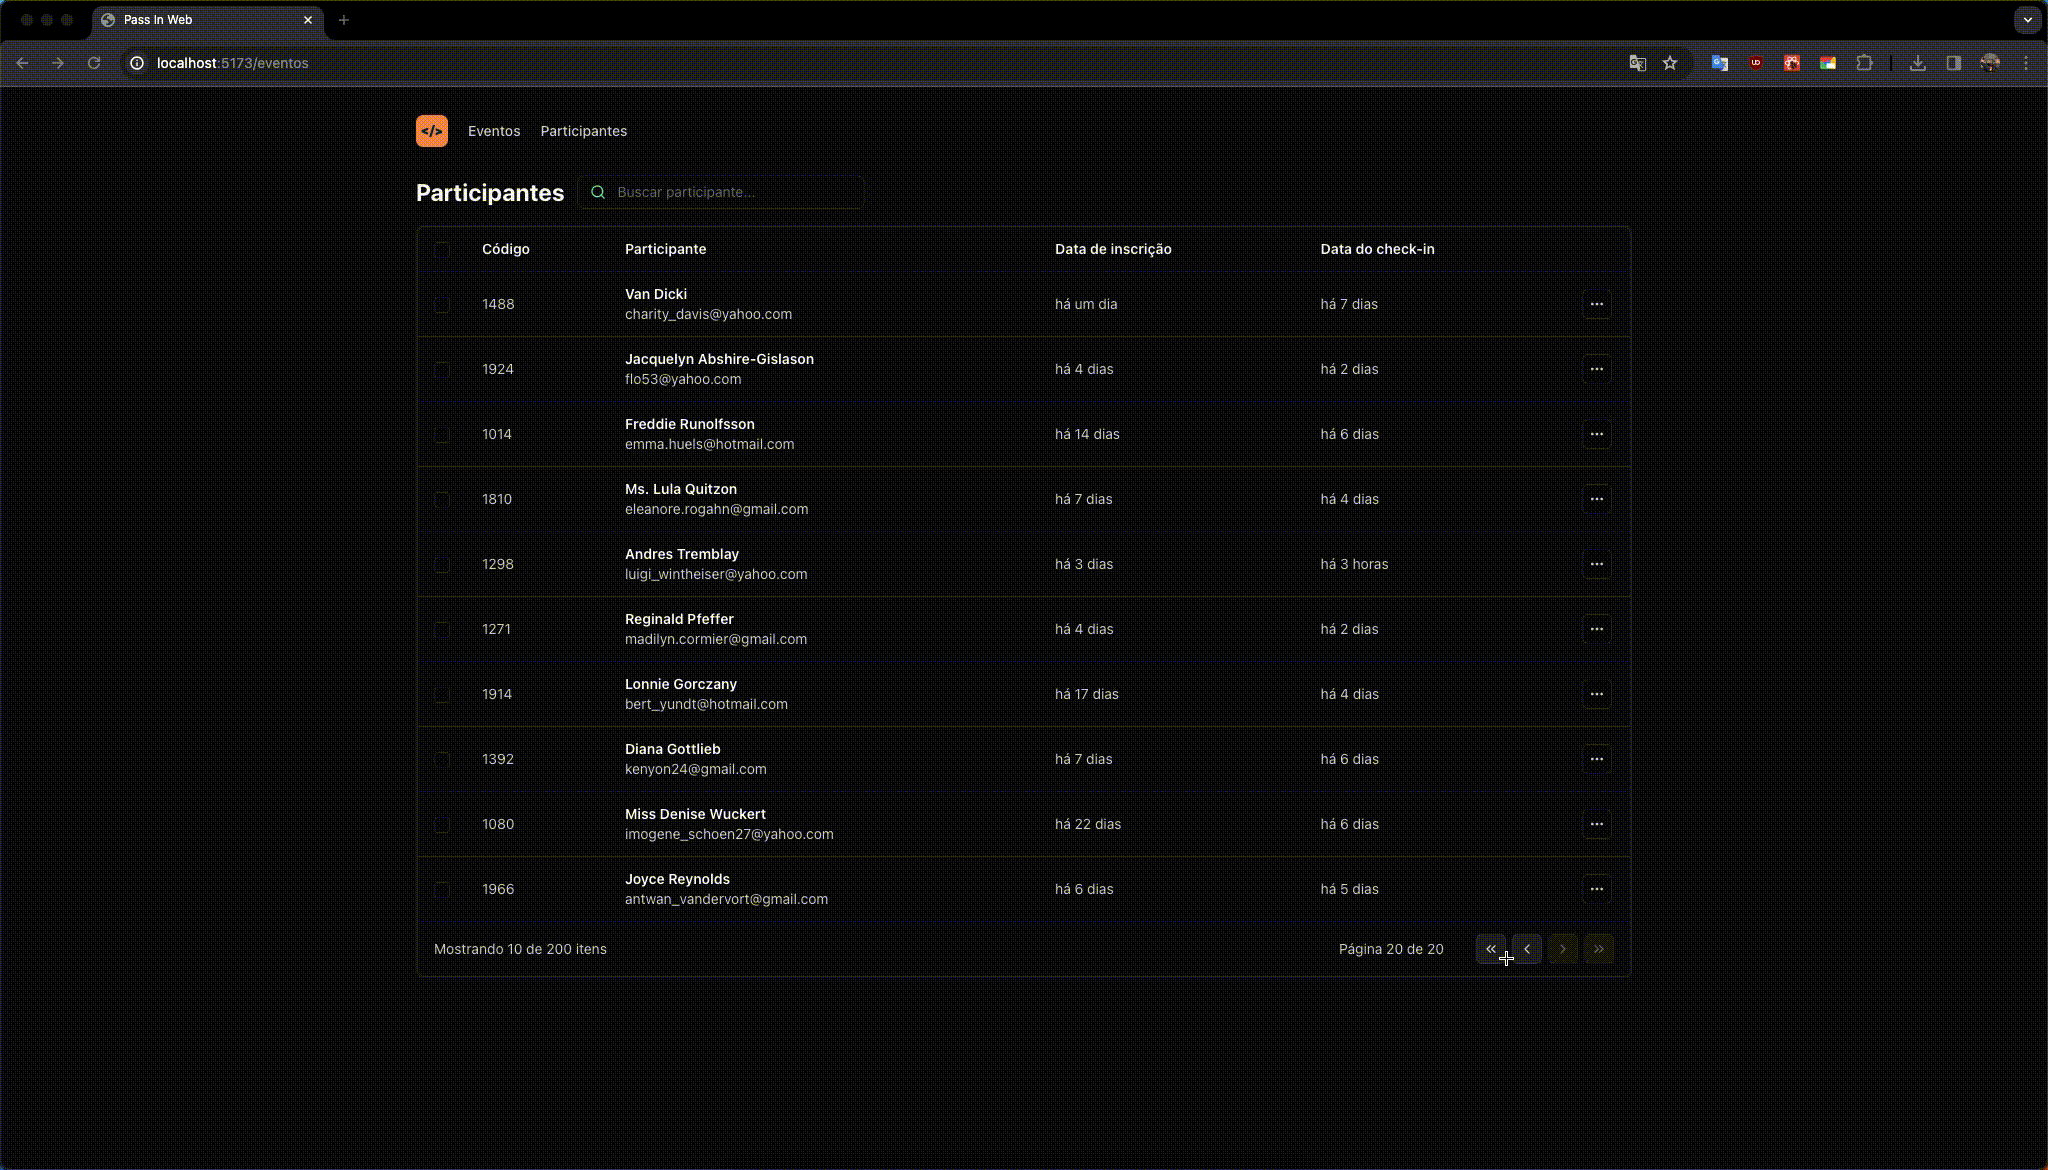 Pass In Web
localhost:5173/eventos
</> Eventos Participantes
Participantes Buscar participante...
Código Participante Data de inscrição Data do check-in
1488 Van Dicki há um dia há 7 dias
charity_davis@yahoo.com
1924 Jacquelyn Abshire-Gislason há 4 dias há 2 dias
flo53@yahoo.com
1014 Freddie Runolfsson há 14 dias há 6 dias
emma.huels@hotmail.com
1810 Ms. Lula Quitzon há 7 dias há 4 dias
eleanore.rogahn@gmail.com
1298 Andres Tremblay há 3 dias há 3 horas
luigi_wintheiser@yahoo.com
1271 Reginald Pfeffer há 4 dias há 2 dias
madilyn.cormier@gmail.com
1914 Lonnie Gorczany há 17 dias há 4 dias
bert_yundt@hotmail.com
1392 Diana Gottlieb há 7 dias há 6 dias
kenyon24@gmail.com
1080 Miss Denise Wuckert há 22 dias há 6 dias
imogene_schoen27@yahoo.com
1966 Joyce Reynolds há 6 dias há 5 dias
antwan_vandervort@gmail.com
Mostrando 10 de 200 itens Página 20 de 20